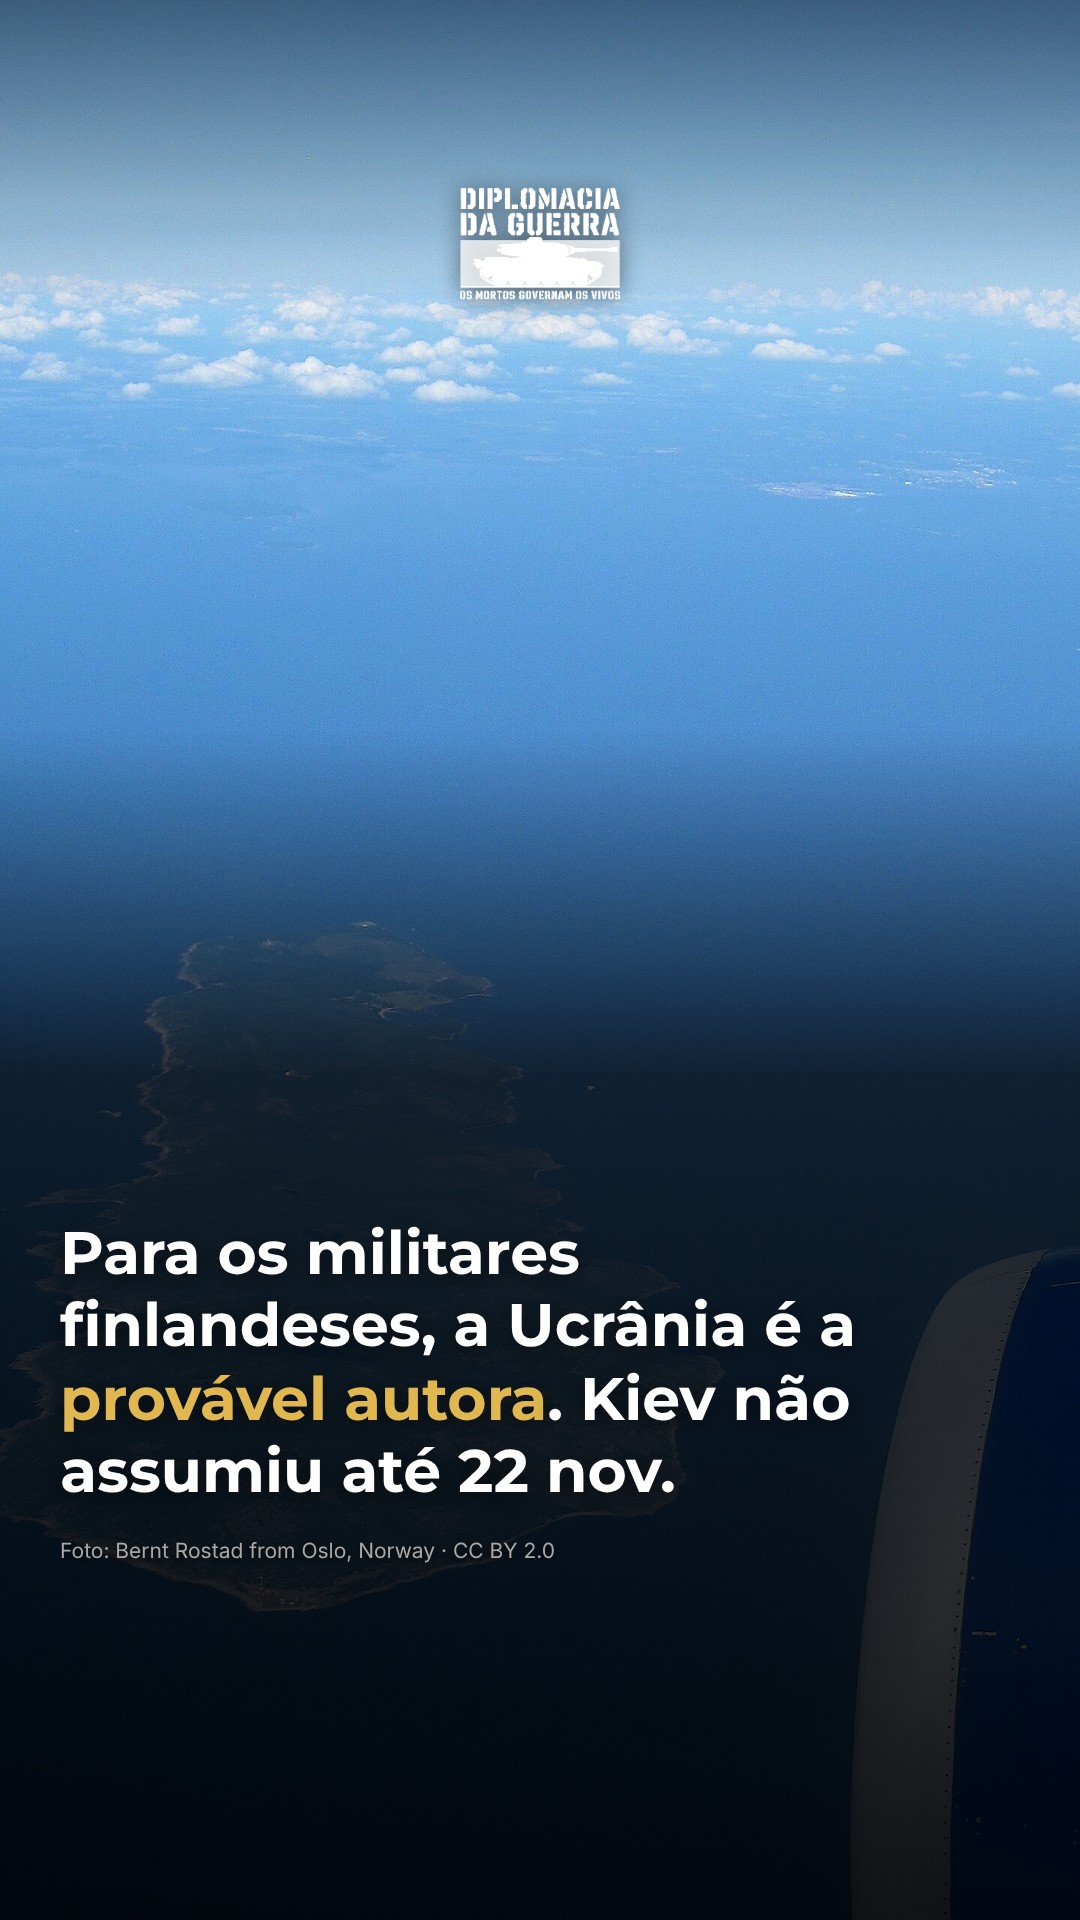 DIPLOMACIA
DA GUERRA
OS MORTOS GOVERNAM OS VIVOS
Para os militares
finlandeses, a Ucrânia é a
provável autora. Kiev não
assumiu até 22 nov.
Foto: Bernt Rostad from Oslo, Norway · CC BY 2.0